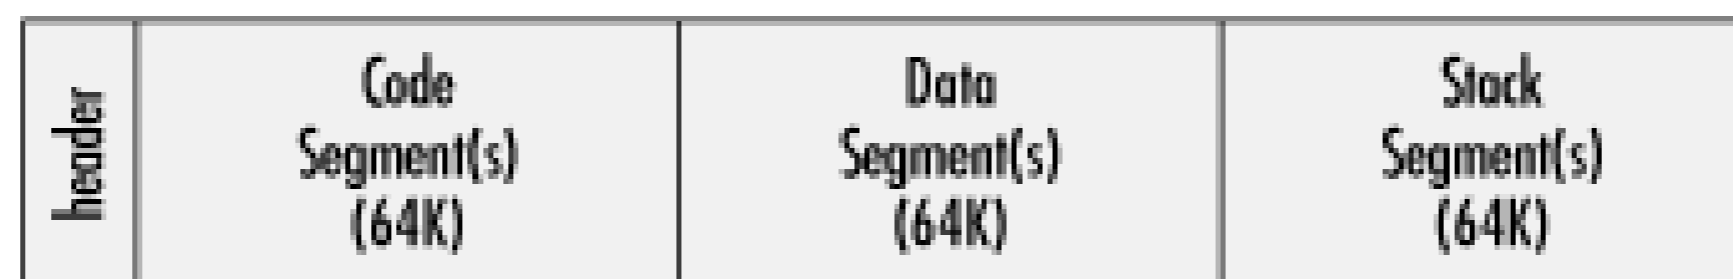 header
Code
Segment(s)
(64K)
Data
Segment(s)
(64K)
Stack
Segment(s)
(64K)